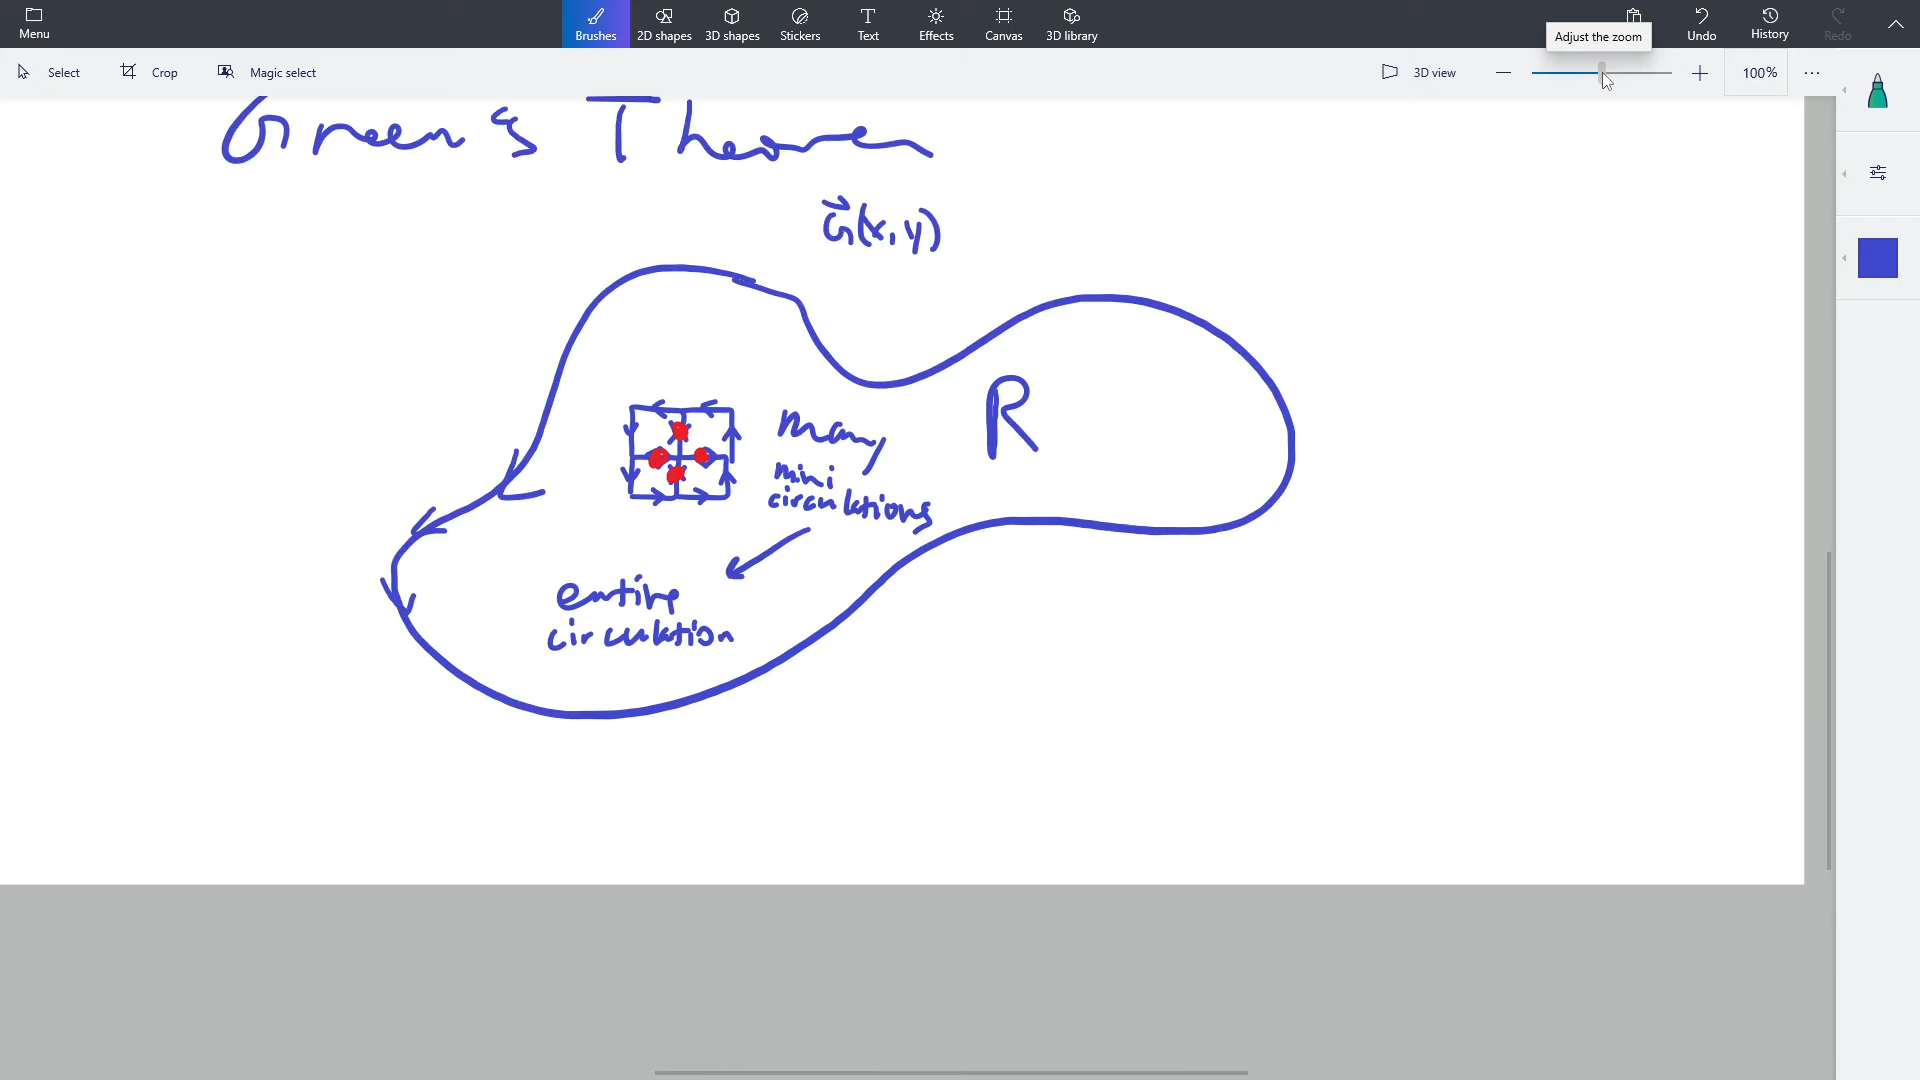 Menu
Brushes
2D shapes
3D shapes
Stickers
Text
Effects
Canvas
3D library
Undo
History
Redo
Adjust the zoom
Select
Crop
Magic select
3D view
100%
Green's Theorem
G(x,y)
R
many
mini
circulations
entire
circulation